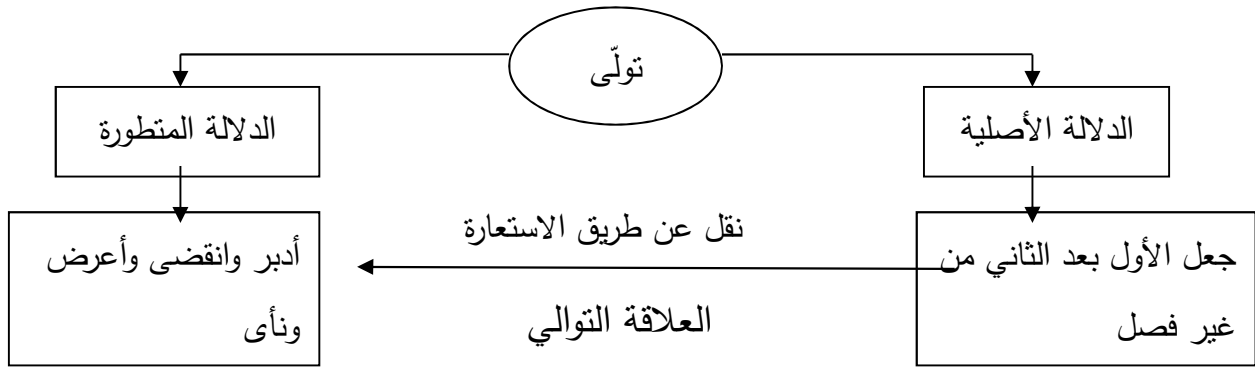 تولّى
الدلالة الأصلية
الدلالة المتطورة
جعل الأول بعد الثاني من
غير فصل
نقل عن طريق الاستعارة
العلاقة التوالي
أدبر وانقضى وأعرض
ونأى